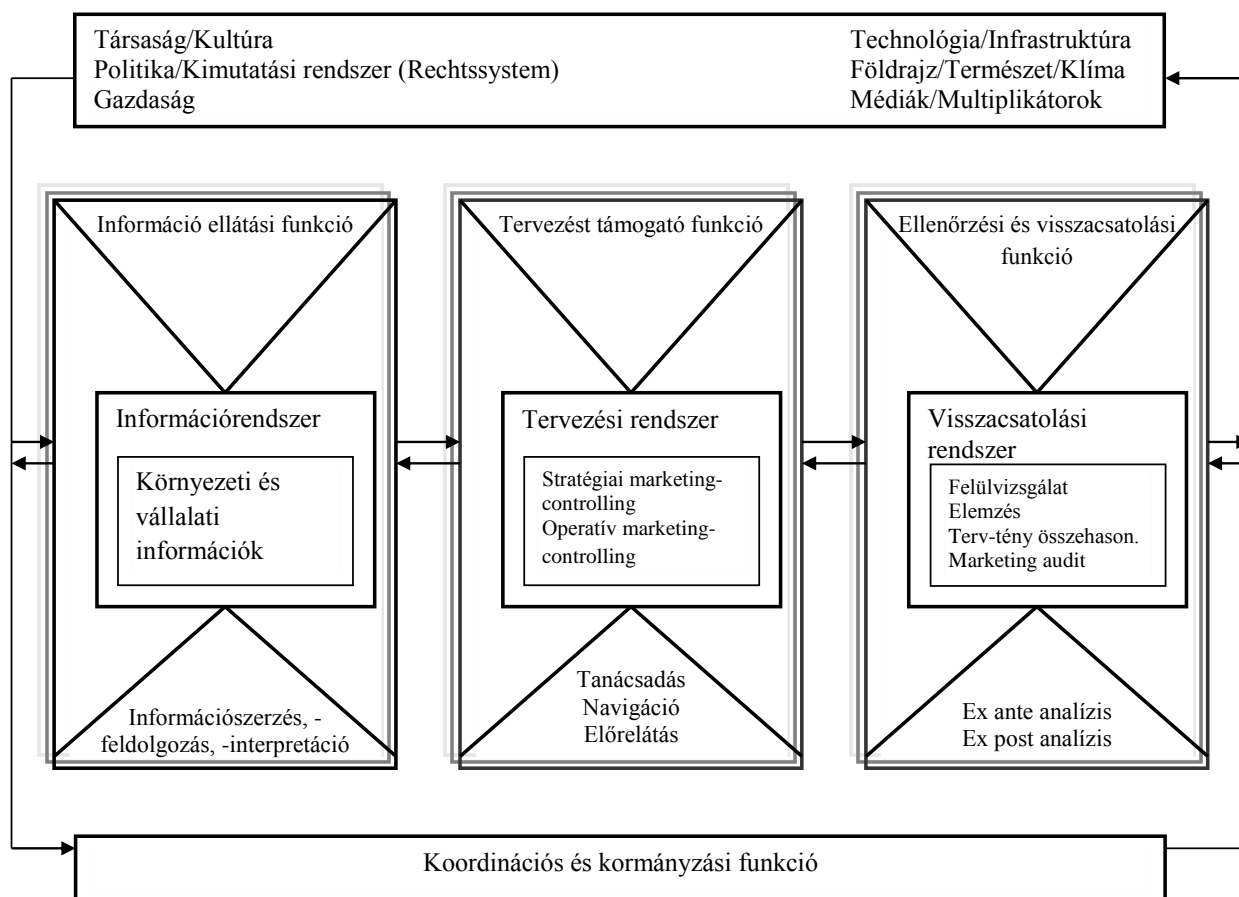 Társaság/Kultúra
Politika/Kimutatási rendszer (Rechtssystem)
Gazdaság
Technológia/Infrastruktúra
Földrajz/Természet/Klíma
Médiák/Multiplikátorok
Információ ellátási funkció
Információrendszer
Környezeti és
vállalati
információk
Információszerzés, -
feldolgozás, -interpretáció
Tervezést támogató funkció
Tervezési rendszer
Stratégiai marketing-
controlling
Operatív marketing-
controlling
Tanácsadás
Navigáció
Előrelátás
Ellenőrzési és visszacsatolási
funkció
Visszacsatolási
rendszer
Felülvizsgálat
Elemzés
Terv-tény összehason.
Marketing audit
Ex ante analízis
Ex post analízis
Koordinációs és kormányzási funkció